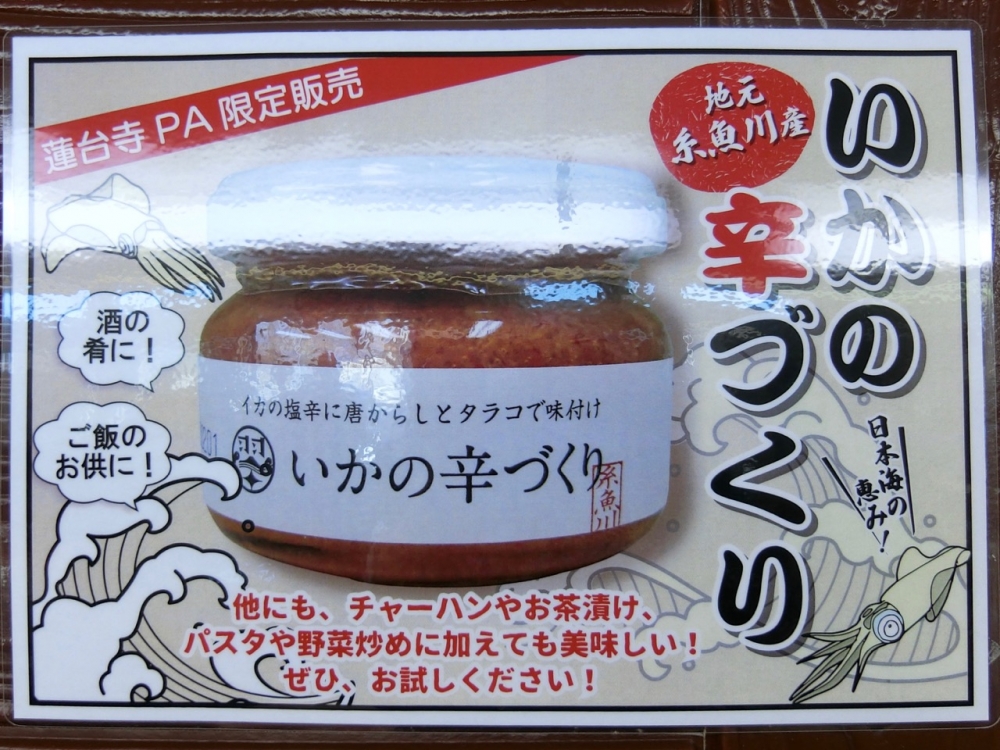 蓮台寺PA限定販売
地元
糸魚川産
いかの
辛づくり
日本海の
恵み！
酒の
肴に！
ご飯の
お供に！
イカの塩辛に唐からしとタラコで味付け
いかの辛づくり
糸魚川
他にも、チャーハンやお茶漬け、
パスタや野菜炒めに加えても美味しい！
ぜひ、お試しください！